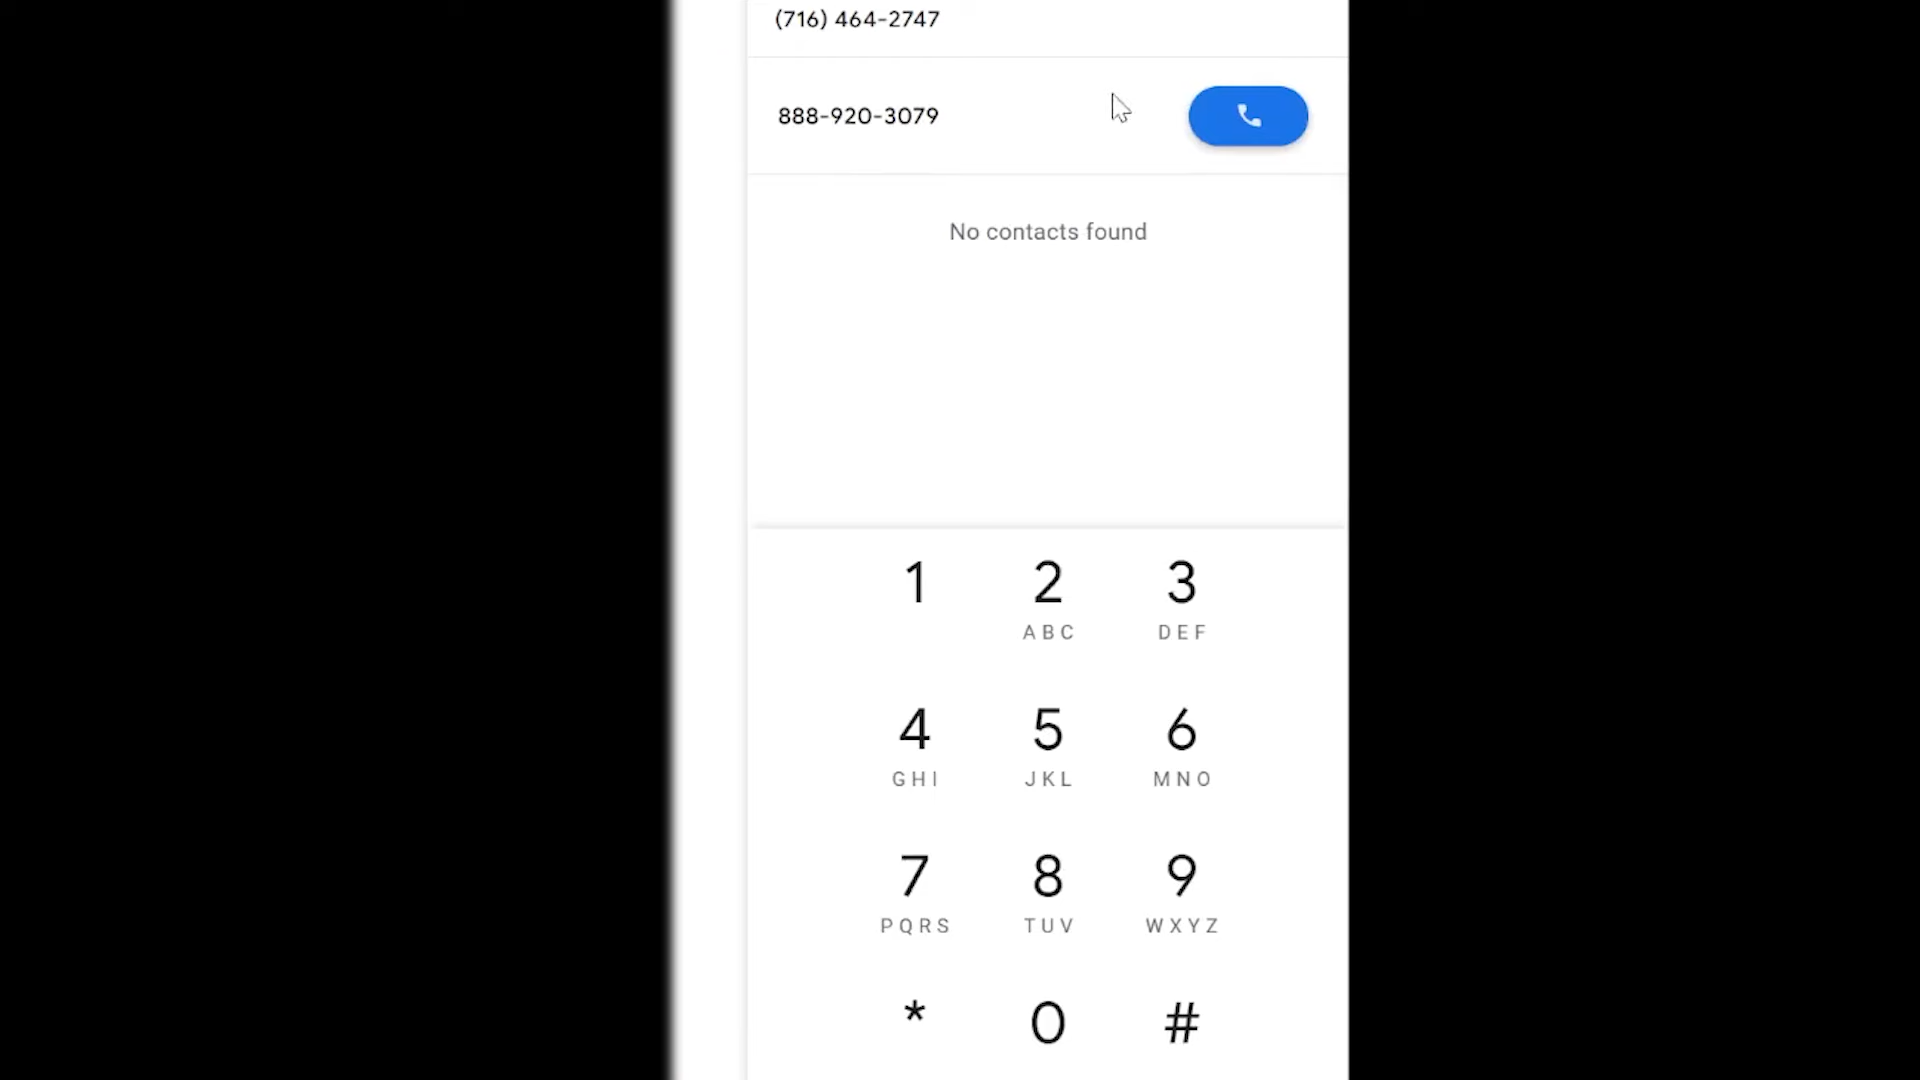 (716) 464-2747
888-920-3079
No contacts found
1 2 3
ABC DEF
4 5 6
GHI JKL MNO
7 8 9
PQRS TUV WXYZ
* 0 #